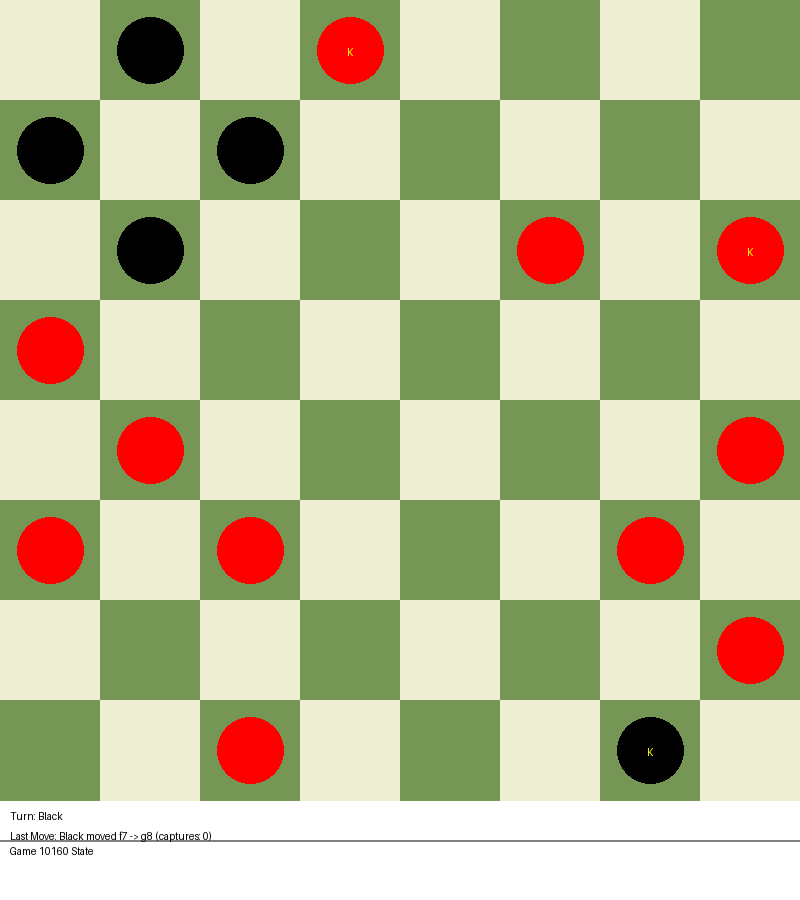 K
K
K
Turn: Black
Last Move: Black moved f7 -> g8 (captures: 0)
Game 10160 State